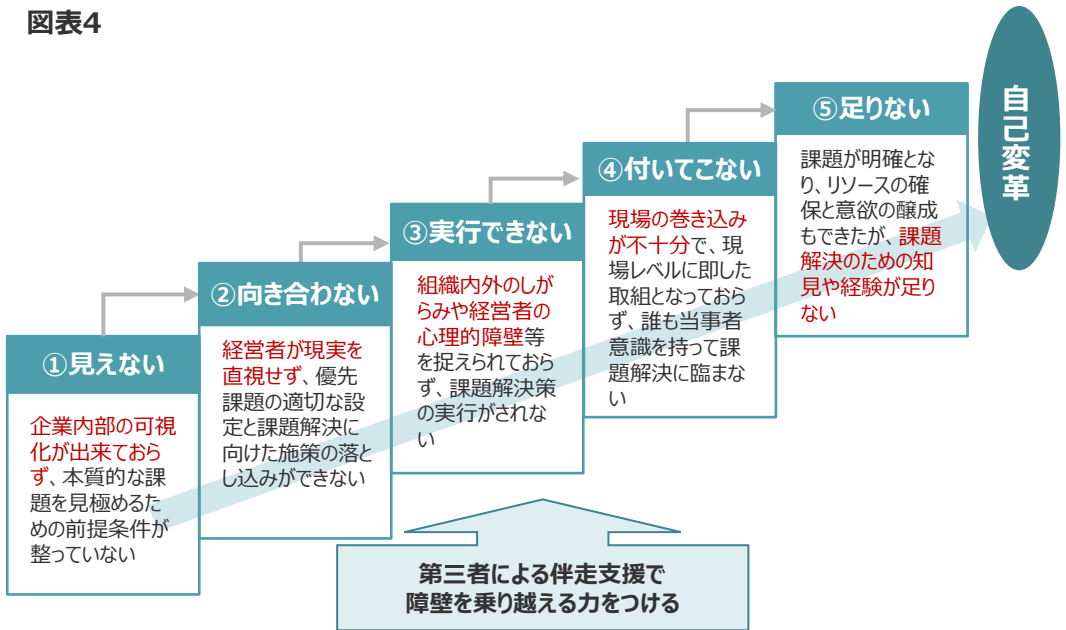 図表4
①見えない
企業内部の可視
化が出来ておら
ず、本質的な課
題を見極めるた
めの前提条件が
整っていない
②向き合わない
経営者が現実を
直視せず、優先
課題の適切な設
定と課題解決に
向けた施策の落と
し込みができない
③実行できない
組織内外のしが
らみや経営者の
心理的障壁等
を捉えられておら
ず、課題解決策
の実行がされな
い
④付いてこない
現場の巻き込み
が不十分で、現
場レベルに即した
取組となっておら
ず、誰も当事者
意識を持って課
題解決に臨まな
い
⑤足りない
課題が明確とな
り、リソースの確
保と意欲の醸成
もできたが、課題
解決のための知
見や経験が足り
ない
自己変革
第三者による伴走支援で
障壁を乗り越える力をつける